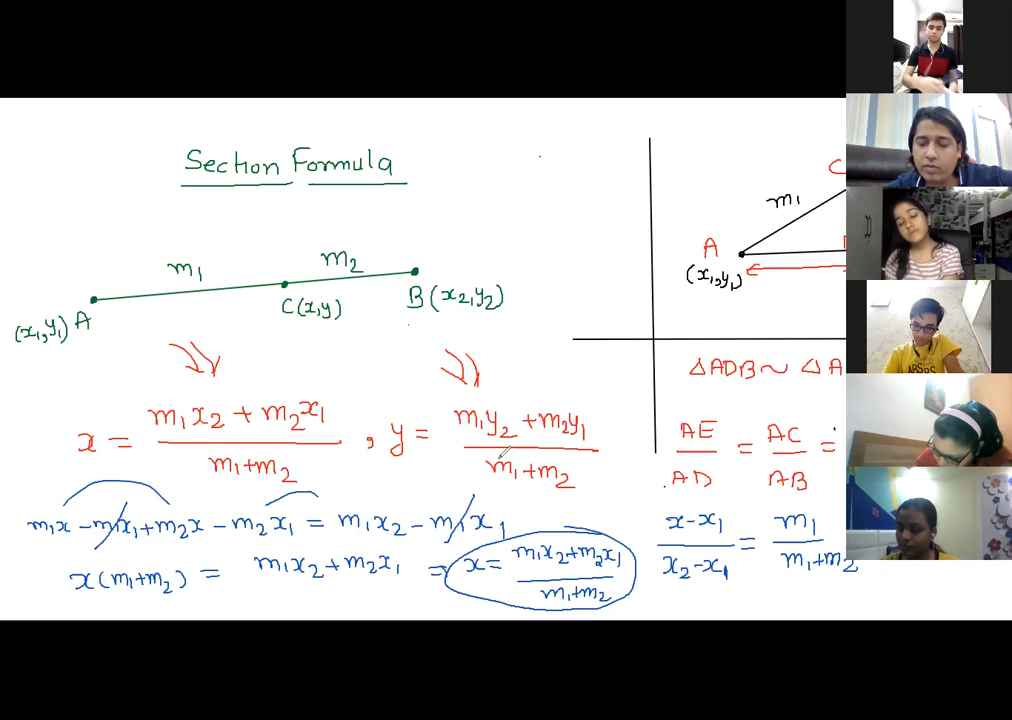 Section Formula
m₁ m₂
(x₁,y₁) A C(x,y) B(x₂,y₂)
x = (m₁x₂ + m₂x₁)/(m₁+m₂) , y = (m₁y₂ + m₂y₁)/(m₁+m₂)
m₁x - m₁x₁ + m₂x - m₂x₁ = m₁x₂ - m₁x₁
x(m₁+m₂) = m₁x₂ + m₂x₁ = x = (m₁x₂+m₂x₁)/(m₁+m₂)
C
m₁
A
(x₁,y₁)
△ADB ~ △A
AE/AD = AC/AB =
(x-x₁)/(x₂-x₁) = m₁/(m₁+m₂)